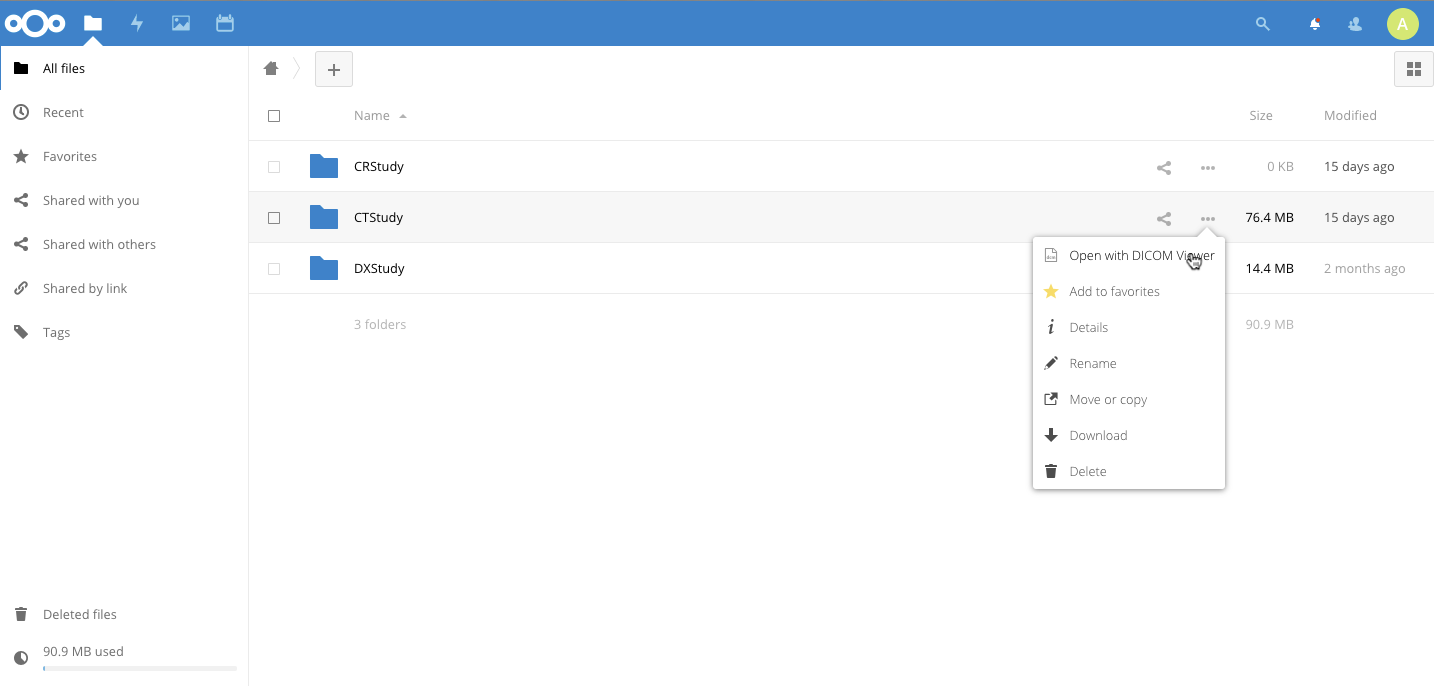 A
All files
Recent
Favorites
Shared with you
Shared with others
Shared by link
Tags
Deleted files
90.9 MB used
Name Size Modified
CRStudy 0 KB 15 days ago
CTStudy 76.4 MB 15 days ago
DXStudy 14.4 MB 2 months ago
3 folders 90.9 MB
Open with DICOM Viewer
Add to favorites
Details
Rename
Move or copy
Download
Delete